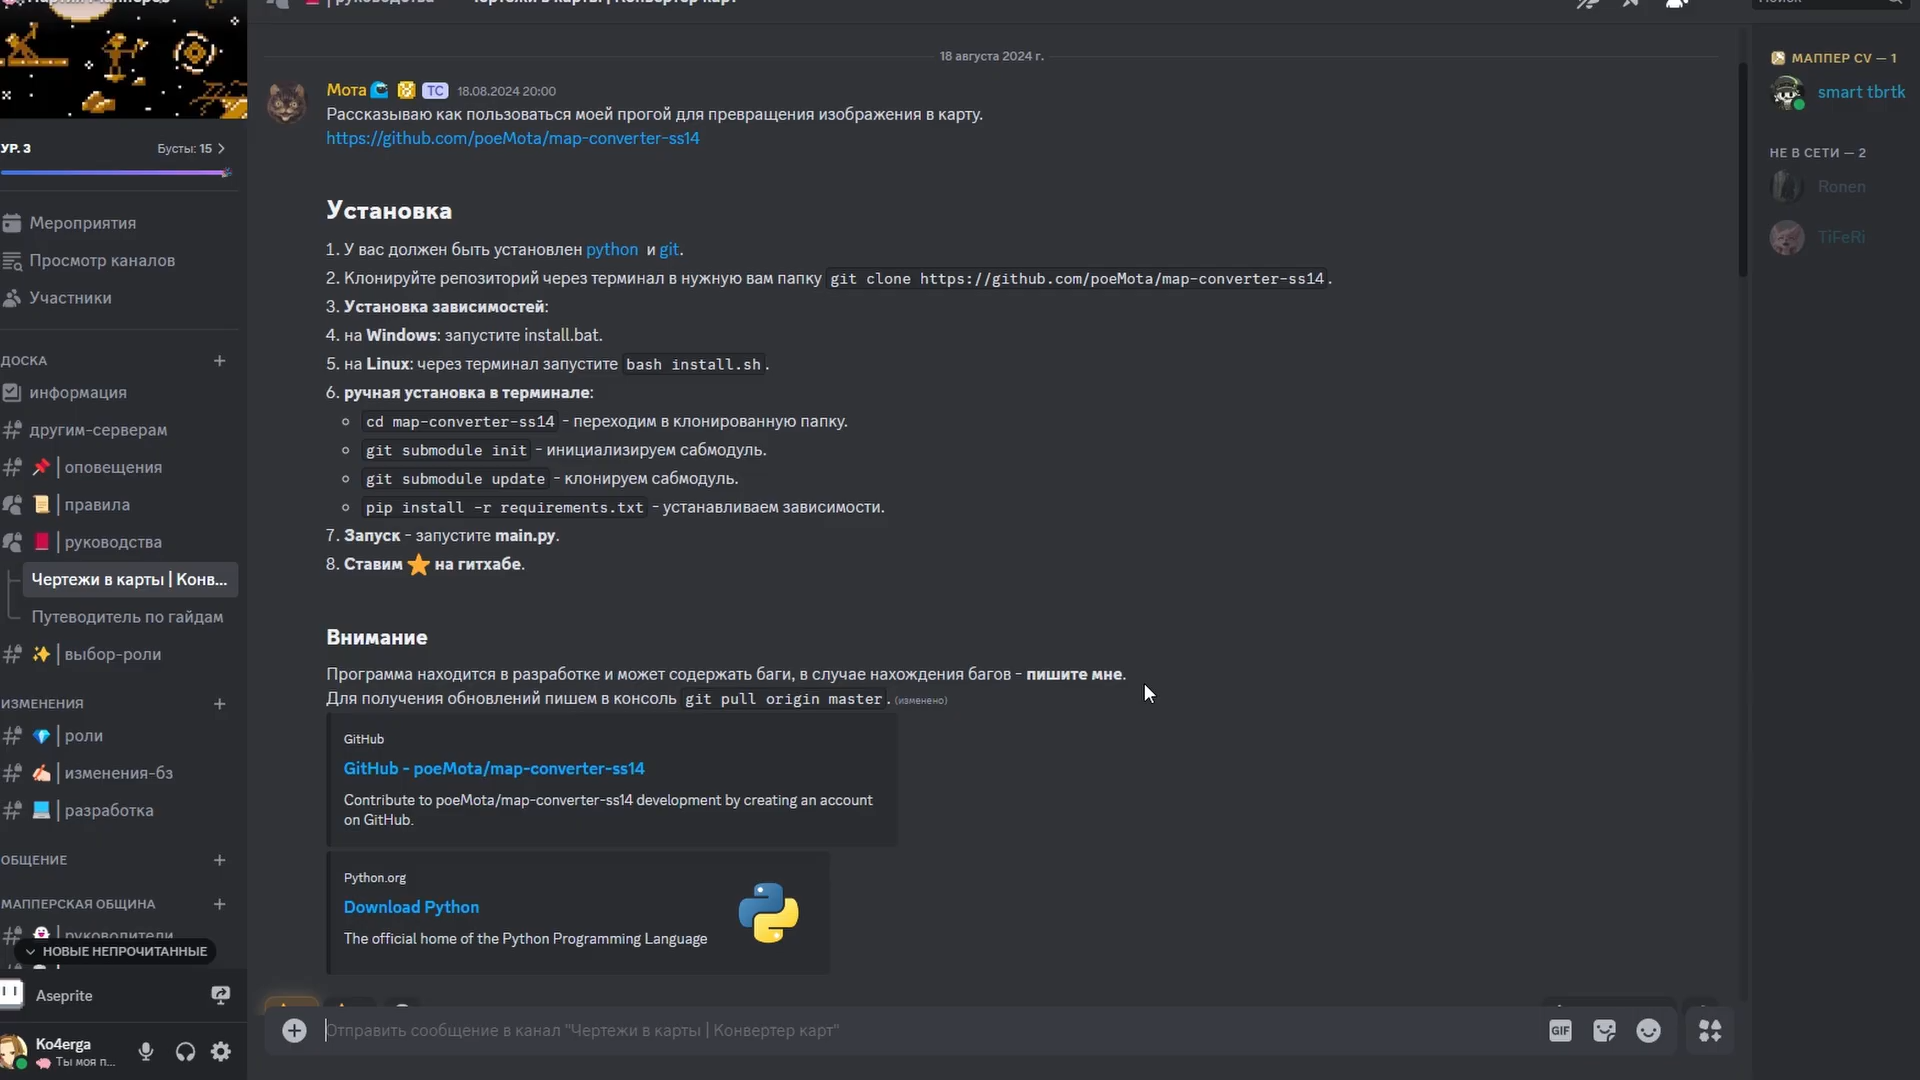 Чертежи в карты | Конвертер карт
18 августа 2024 г.
УР. 3
Бусты: 15
Мероприятия
Просмотр каналов
Участники
ДОСКА
информация
другим-серверам
оповещения
правила
руководства
Чертежи в карты | Конв...
Путеводитель по гайдам
выбор-роли
ИЗМЕНЕНИЯ
роли
изменения-бз
разработка
ОБЩЕНИЕ
МАППЕРСКАЯ ОБЩИНА
руководители
НОВЫЕ НЕПРОЧИТАННЫЕ
Aseprite
Ko4erga
Ты моя п...
Мота TC 18.08.2024 20:00
Рассказываю как пользоваться моей прогой для превращения изображения в карту.
https://github.com/poeMota/map-converter-ss14
Установка
1. У вас должен быть установлен python и git.
2. Клонируйте репозиторий через терминал в нужную вам папку git clone https://github.com/poeMota/map-converter-ss14.
3. Установка зависимостей:
4. на Windows: запустите install.bat.
5. на Linux: через терминал запустите bash install.sh.
6. ручная установка в терминале:
cd map-converter-ss14 - переходим в клонированную папку.
git submodule init - инициализируем сабмодуль.
git submodule update - клонируем сабмодуль.
pip install -r requirements.txt - устанавливаем зависимости.
7. Запуск - запустите main.py.
8. Ставим ⭐ на гитхабе.
Внимание
Программа находится в разработке и может содержать баги, в случае нахождения багов - пишите мне.
Для получения обновлений пишем в консоль git pull origin master. (изменено)
GitHub
GitHub - poeMota/map-converter-ss14
Contribute to poeMota/map-converter-ss14 development by creating an account
on GitHub.
Python.org
Download Python
The official home of the Python Programming Language
Отправить сообщение в канал "Чертежи в карты | Конвертер карт"
GIF
МАППЕР CV — 1
smart tbrtk
НЕ В СЕТИ — 2
Ronen
TiFeRi